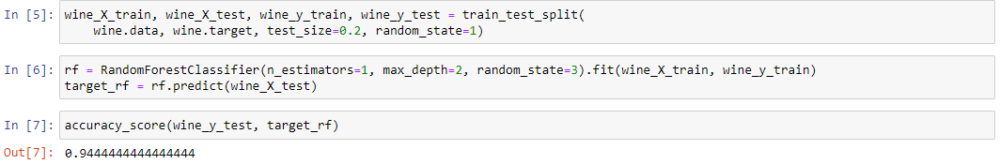 In [5]: wine_X_train, wine_X_test, wine_y_train, wine_y_test = train_test_split(
wine.data, wine.target, test_size=0.2, random_state=1)
In [6]: rf = RandomForestClassifier(n_estimators=1, max_depth=2, random_state=3).fit(wine_X_train, wine_y_train)
target_rf = rf.predict(wine_X_test)
In [7]: accuracy_score(wine_y_test, target_rf)
Out[7]: 0.9444444444444444